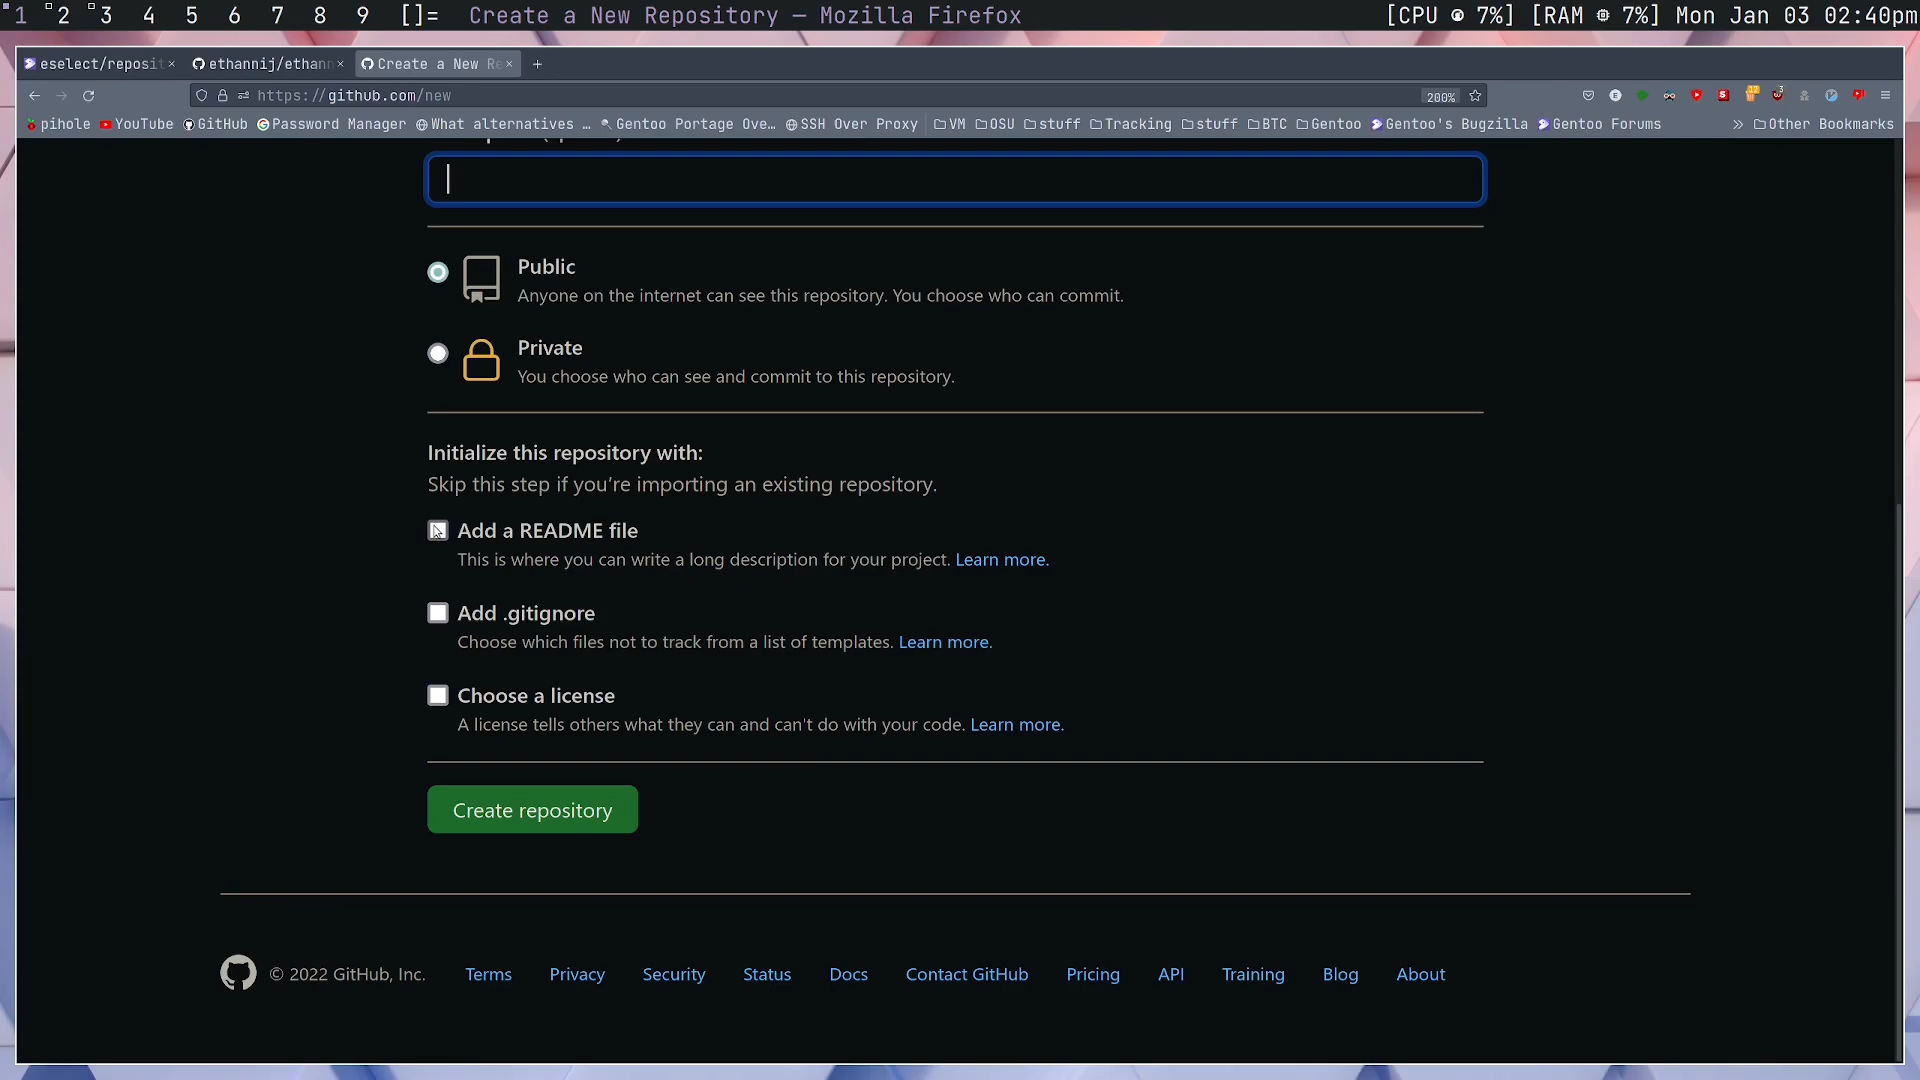 1 2 3 4 5 6 7 8 9 []= Create a New Repository — Mozilla Firefox [CPU 7%] [RAM 7%] Mon Jan 03 02:40pm
eselect/reposit × ethannij/ethann × Create a New Re × +
https://github.com/new 200%
pihole YouTube GitHub Password Manager What alternatives … Gentoo Portage Ove… SSH Over Proxy VM OSU stuff Tracking stuff BTC Gentoo Gentoo's Bugzilla Gentoo Forums » Other Bookmarks
Public
Anyone on the internet can see this repository. You choose who can commit.
Private
You choose who can see and commit to this repository.
Initialize this repository with:
Skip this step if you’re importing an existing repository.
Add a README file
This is where you can write a long description for your project. Learn more.
Add .gitignore
Choose which files not to track from a list of templates. Learn more.
Choose a license
A license tells others what they can and can't do with your code. Learn more.
Create repository
© 2022 GitHub, Inc. Terms Privacy Security Status Docs Contact GitHub Pricing API Training Blog About